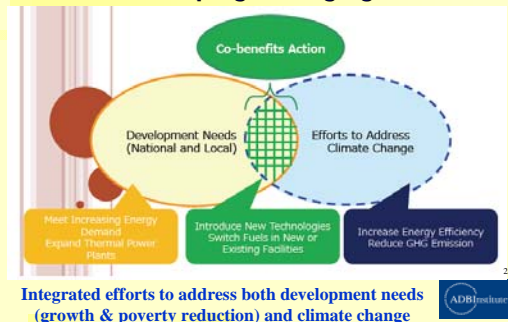 Co-benefits Action
Development Needs
(National and Local)
Efforts to Address
Climate Change
Meet Increasing Energy
Demand
Expand Thermal Power
Plants
Introduce New Technologies
Switch Fuels in New or
Existing Facilities
Increase Energy Efficiency
Reduce GHG Emission
2
Integrated efforts to address both development needs
(growth & poverty reduction) and climate change
ADBInstitute